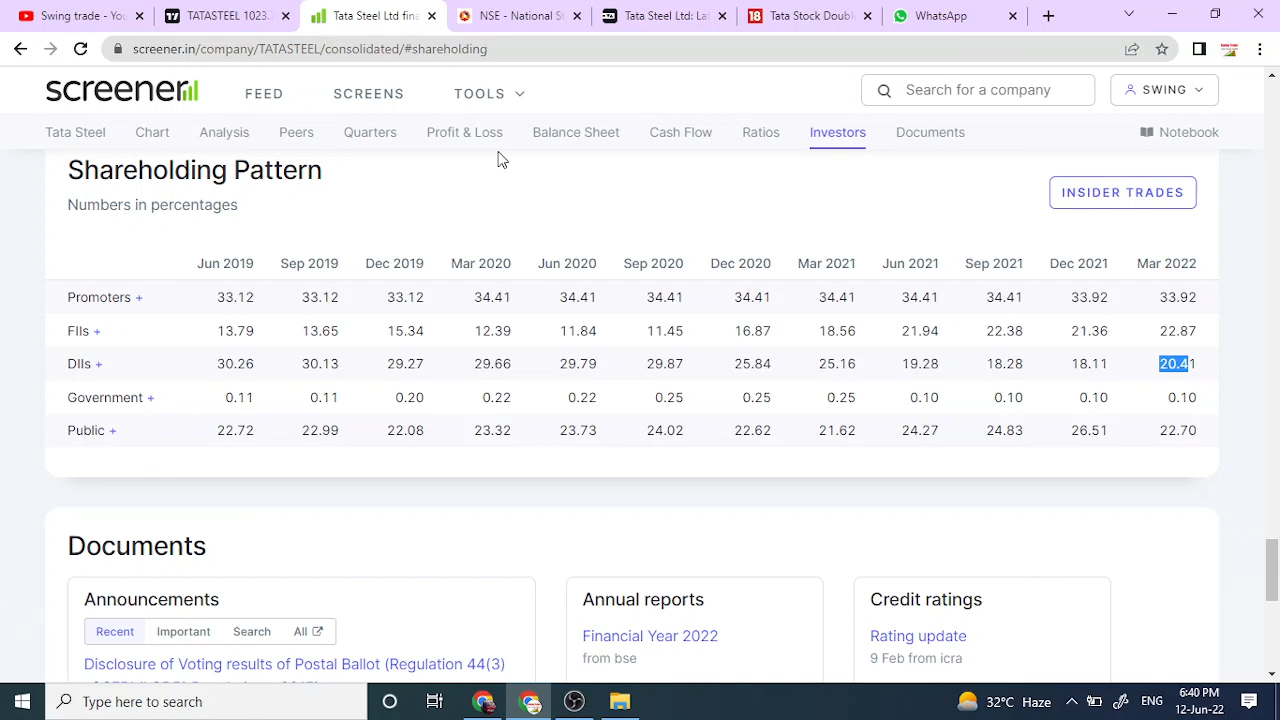 Swing - YouTub
TATASTEEL 1023.
Tata Steel Ltd fina
NSE - National St
Tata Steel Ltd: Lat
Tata Stock Doubl
WhatsApp
screener.in/company/TATASTEEL/consolidated/#shareholding
screener
FEED SCREENS TOOLS
Search for a company
SWING
Tata Steel Chart Analysis Peers Quarters Profit & Loss Balance Sheet Cash Flow Ratios Investors Documents Notebook
Shareholding Pattern
Numbers in percentages
INSIDER TRADES
Jun 2019 Sep 2019 Dec 2019 Mar 2020 Jun 2020 Sep 2020 Dec 2020 Mar 2021 Jun 2021 Sep 2021 Dec 2021 Mar 2022
Promoters + 33.12 33.12 33.12 34.41 34.41 34.41 34.41 34.41 34.41 34.41 33.92 33.92
FIIs + 13.79 13.65 15.34 12.39 11.84 11.45 16.87 18.56 21.94 22.38 21.36 22.87
DIIs + 30.26 30.13 29.27 29.66 29.79 29.87 25.84 25.16 19.28 18.28 18.11 20.41
Government + 0.11 0.11 0.20 0.22 0.22 0.25 0.25 0.25 0.10 0.10 0.10 0.10
Public + 22.72 22.99 22.08 23.32 23.73 24.02 22.62 21.62 24.27 24.83 26.51 22.70
Documents
Announcements
Recent Important Search All
Disclosure of Voting results of Postal Ballot (Regulation 44(3)
Annual reports
Financial Year 2022
from bse
Credit ratings
Rating update
9 Feb from icra
Type here to search
32°C Haze
ENG
6:40 PM
12-Jun-22